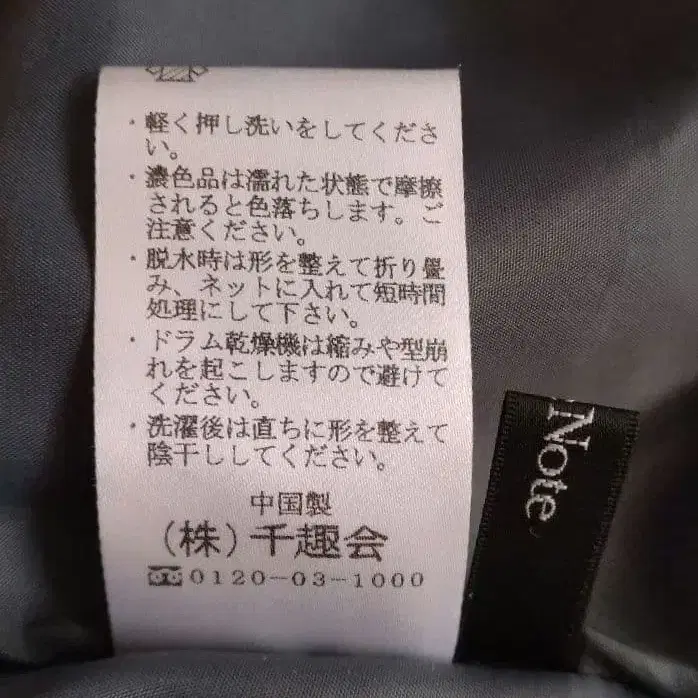 ・軽く押し洗いをしてくださ
い。
・濃色品は濡れた状態で摩擦
されると色落ちします。ご
注意ください。
・脱水時は形を整えて折り畳
み、ネットに入れて短時間
処理にして下さい。
・ドラム乾燥機は縮みや型崩
れを起こしますので避けて
ください。
・洗濯後は直ちに形を整えて
陰干ししてください。
中国製
(株)千趣会
0120-03-1000
Note